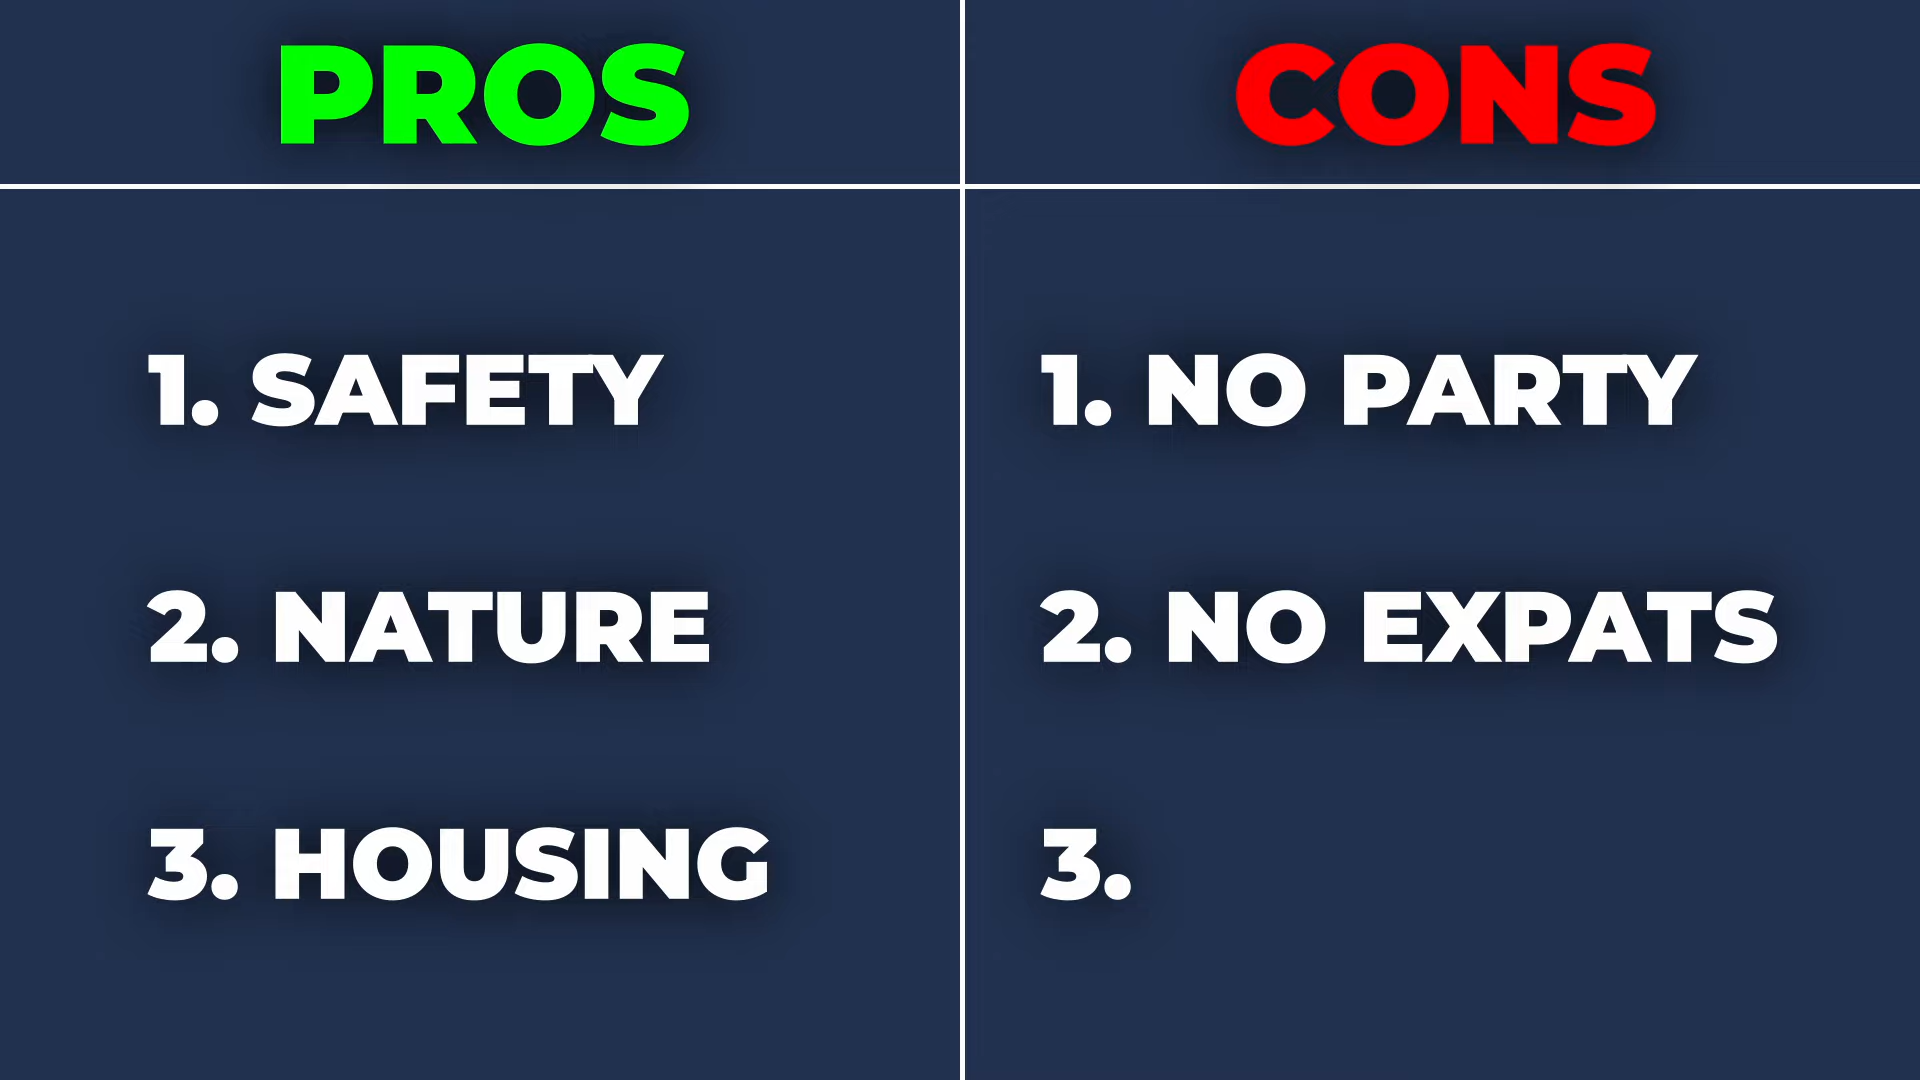 PROS
CONS
1. SAFETY
2. NATURE
3. HOUSING
1. NO PARTY
2. NO EXPATS
3.